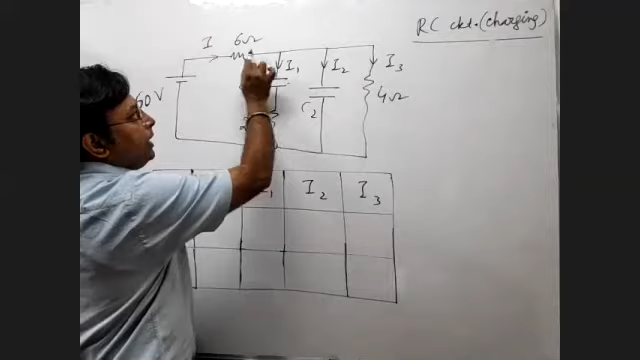 RC ckt. (charging)
I 6Ω
I₁ I₂ I₃
60V
C₂ 4Ω
I₂ I₃